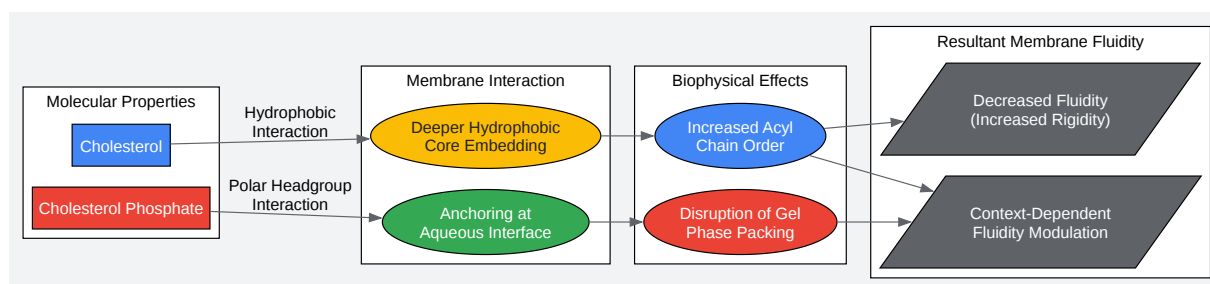 Molecular Properties
Cholesterol
Cholesterol Phosphate
Hydrophobic
Interaction
Polar Headgroup
Interaction
Membrane Interaction
Deeper Hydrophobic
Core Embedding
Anchoring at
Aqueous Interface
Biophysical Effects
Increased Acyl
Chain Order
Disruption of Gel
Phase Packing
Resultant Membrane Fluidity
Decreased Fluidity
(Increased Rigidity)
Context-Dependent
Fluidity Modulation